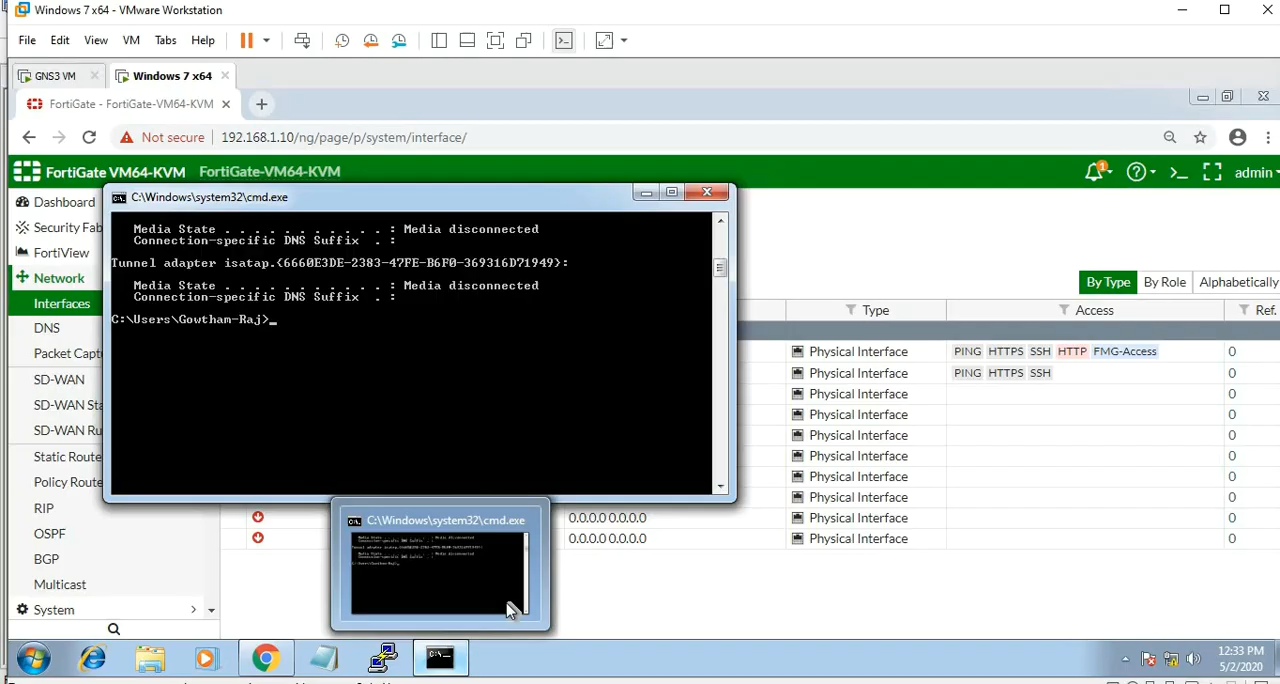 Windows 7 x64 - VMware Workstation
File Edit View VM Tabs Help
GNS3 VM Windows 7 x64
FortiGate - FortiGate-VM64-KVM
Not secure 192.168.1.10/ng/page/p/system/interface/
FortiGate VM64-KVM FortiGate-VM64-KVM 1 admin
Dashboard
Security Fab
FortiView
Network
Interfaces
DNS
Packet Capt
SD-WAN
SD-WAN Sta
SD-WAN Ru
Static Route
Policy Route
RIP
OSPF
BGP
Multicast
System
C:\Windows\system32\cmd.exe
Media State . . . . . . . . . . . : Media disconnected
Connection-specific DNS Suffix . :
Tunnel adapter isatap.{6660E3DE-2383-47FE-B6F0-369316D71949}:
Media State . . . . . . . . . . . : Media disconnected
Connection-specific DNS Suffix . :
C:\Users\Gowtham-Raj>_
By Type By Role Alphabetically
Type Access Ref.
Physical Interface PING HTTPS SSH HTTP FMG-Access 0
Physical Interface PING HTTPS SSH 0
Physical Interface 0
Physical Interface 0
Physical Interface 0
Physical Interface 0
Physical Interface 0
Physical Interface 0
0.0.0.0 0.0.0.0 Physical Interface 0
0.0.0.0 0.0.0.0 Physical Interface 0
C:\Windows\system32\cmd.exe
12:33 PM
5/2/2020